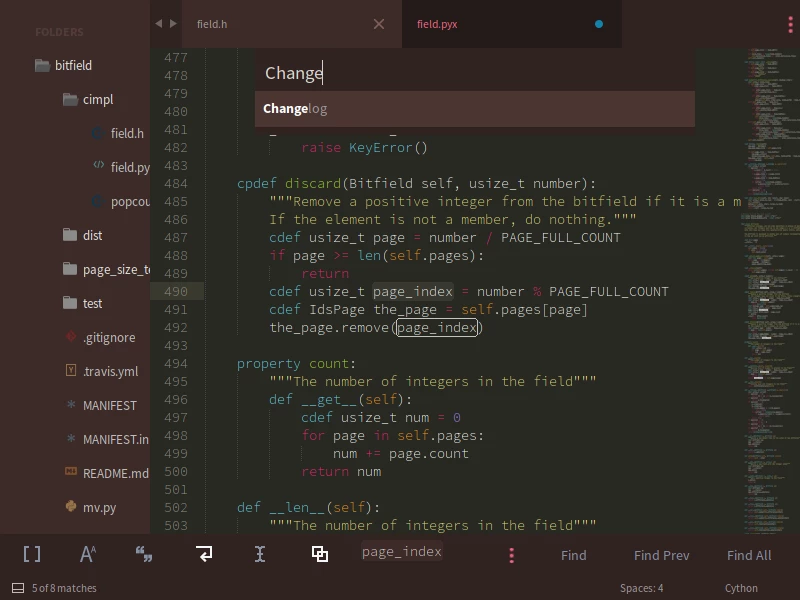 FOLDERS
bitfield
cimpl
field.h
field.py
popcou
dist
page_size_t
test
.gitignore
.travis.yml
MANIFEST
MANIFEST.in
README.md
mv.py
field.h
field.pyx
Change
Changelog
477
478
479
480
481
482 raise KeyError()
483
484 cpdef discard(Bitfield self, usize_t number):
485 """Remove a positive integer from the bitfield if it is a m
486 If the element is not a member, do nothing."""
487 cdef usize_t page = number / PAGE_FULL_COUNT
488 if page >= len(self.pages):
489 return
490 cdef usize_t page_index = number % PAGE_FULL_COUNT
491 cdef IdsPage the_page = self.pages[page]
492 the_page.remove(page_index)
493
494 property count:
495 """The number of integers in the field"""
496 def __get__(self):
497 cdef usize_t num = 0
498 for page in self.pages:
499 num += page.count
500 return num
501
502 def __len__(self):
503 """The number of integers in the field"""
page_index
Find
Find Prev
Find All
5 of 8 matches
Spaces: 4
Cython